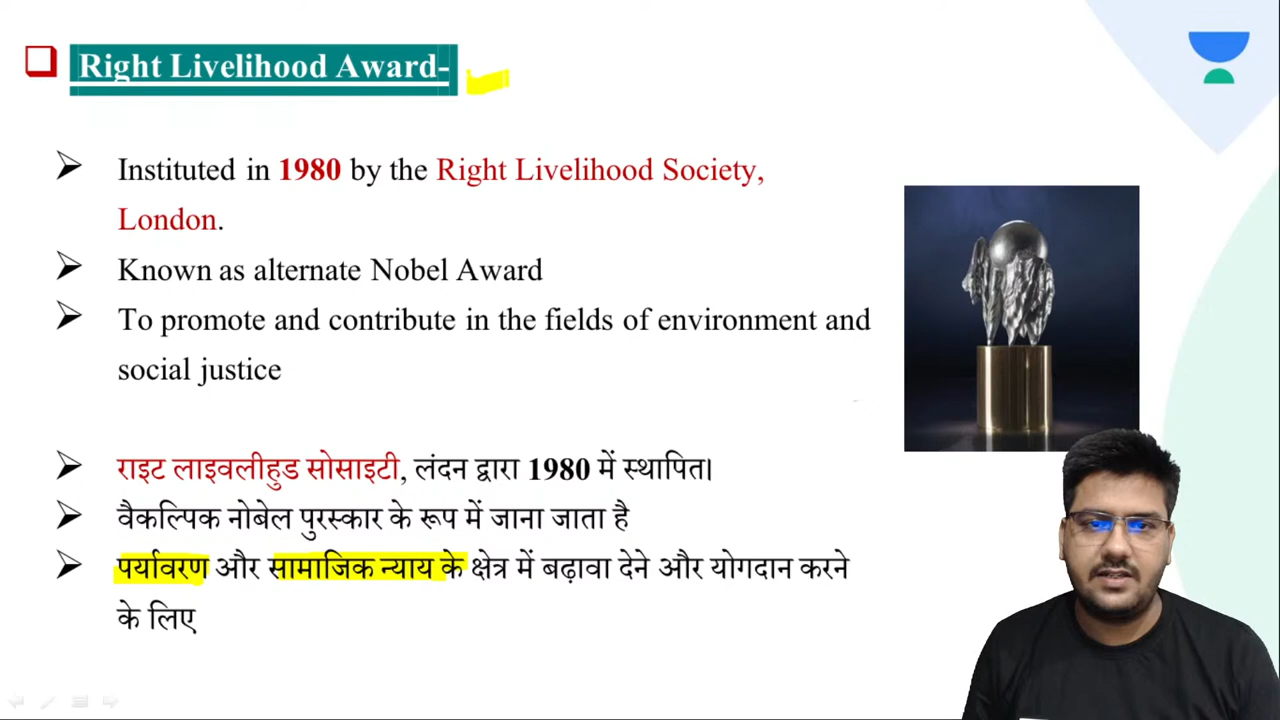 Right Livelihood Award-
Instituted in 1980 by the Right Livelihood Society,
London.
Known as alternate Nobel Award
To promote and contribute in the fields of environment and
social justice
राइट लाइवलीहुड सोसाइटी, लंदन द्वारा 1980 में स्थापित।
वैकल्पिक नोबेल पुरस्कार के रूप में जाना जाता है
पर्यावरण और सामाजिक न्याय के क्षेत्र में बढ़ावा देने और योगदान करने
के लिए